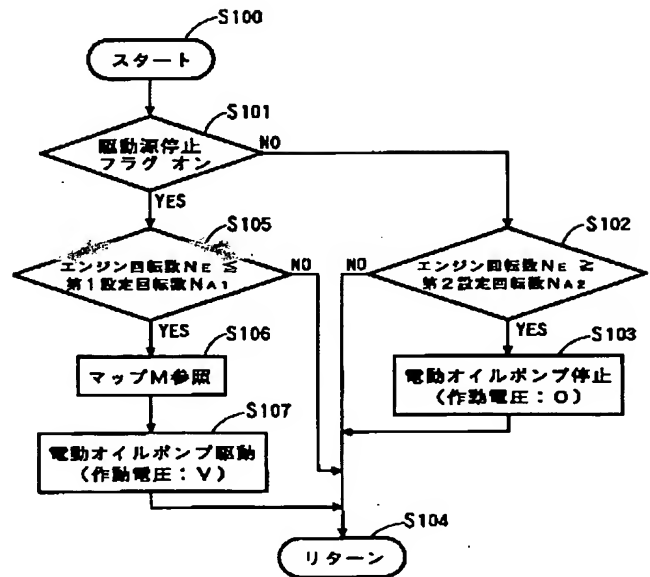 S100
スタート
S101
駆動源停止
フラグ オン
NO
YES
S105
エンジン回転数NE ≦
第1設定回転数NA1
NO
YES
S102
エンジン回転数NE ≧
第2設定回転数NA2
NO
YES
S106
マップM参照
S103
電動オイルポンプ停止
(作動電圧:0)
S107
電動オイルポンプ駆動
(作動電圧:V)
S104
リターン